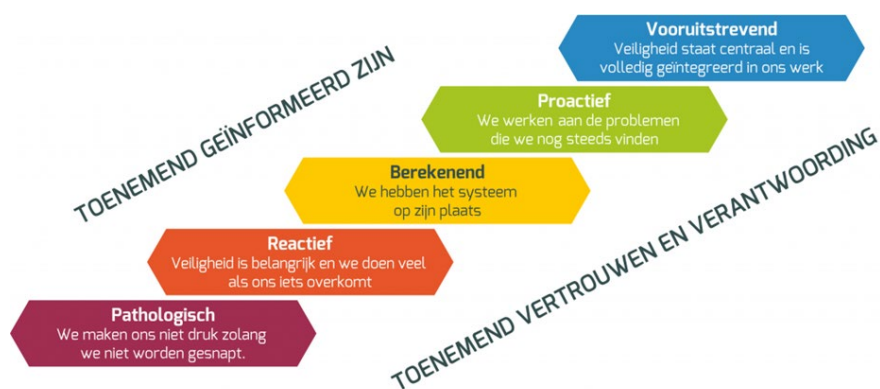 Vooruitstrevend
Veiligheid staat centraal en is
volledig geïntegreerd in ons werk
TOENEMEND GEÏNFORMEERD ZIJN
Proactief
We werken aan de problemen
die we nog steeds vinden
Berekenend
We hebben het systeem
op zijn plaats
Reactief
Veiligheid is belangrijk en we doen veel
als ons iets overkomt
Pathologisch
We maken ons niet druk zolang
we niet worden gesnapt.
TOENEMEND VERTROUWEN EN VERANTWOORDING